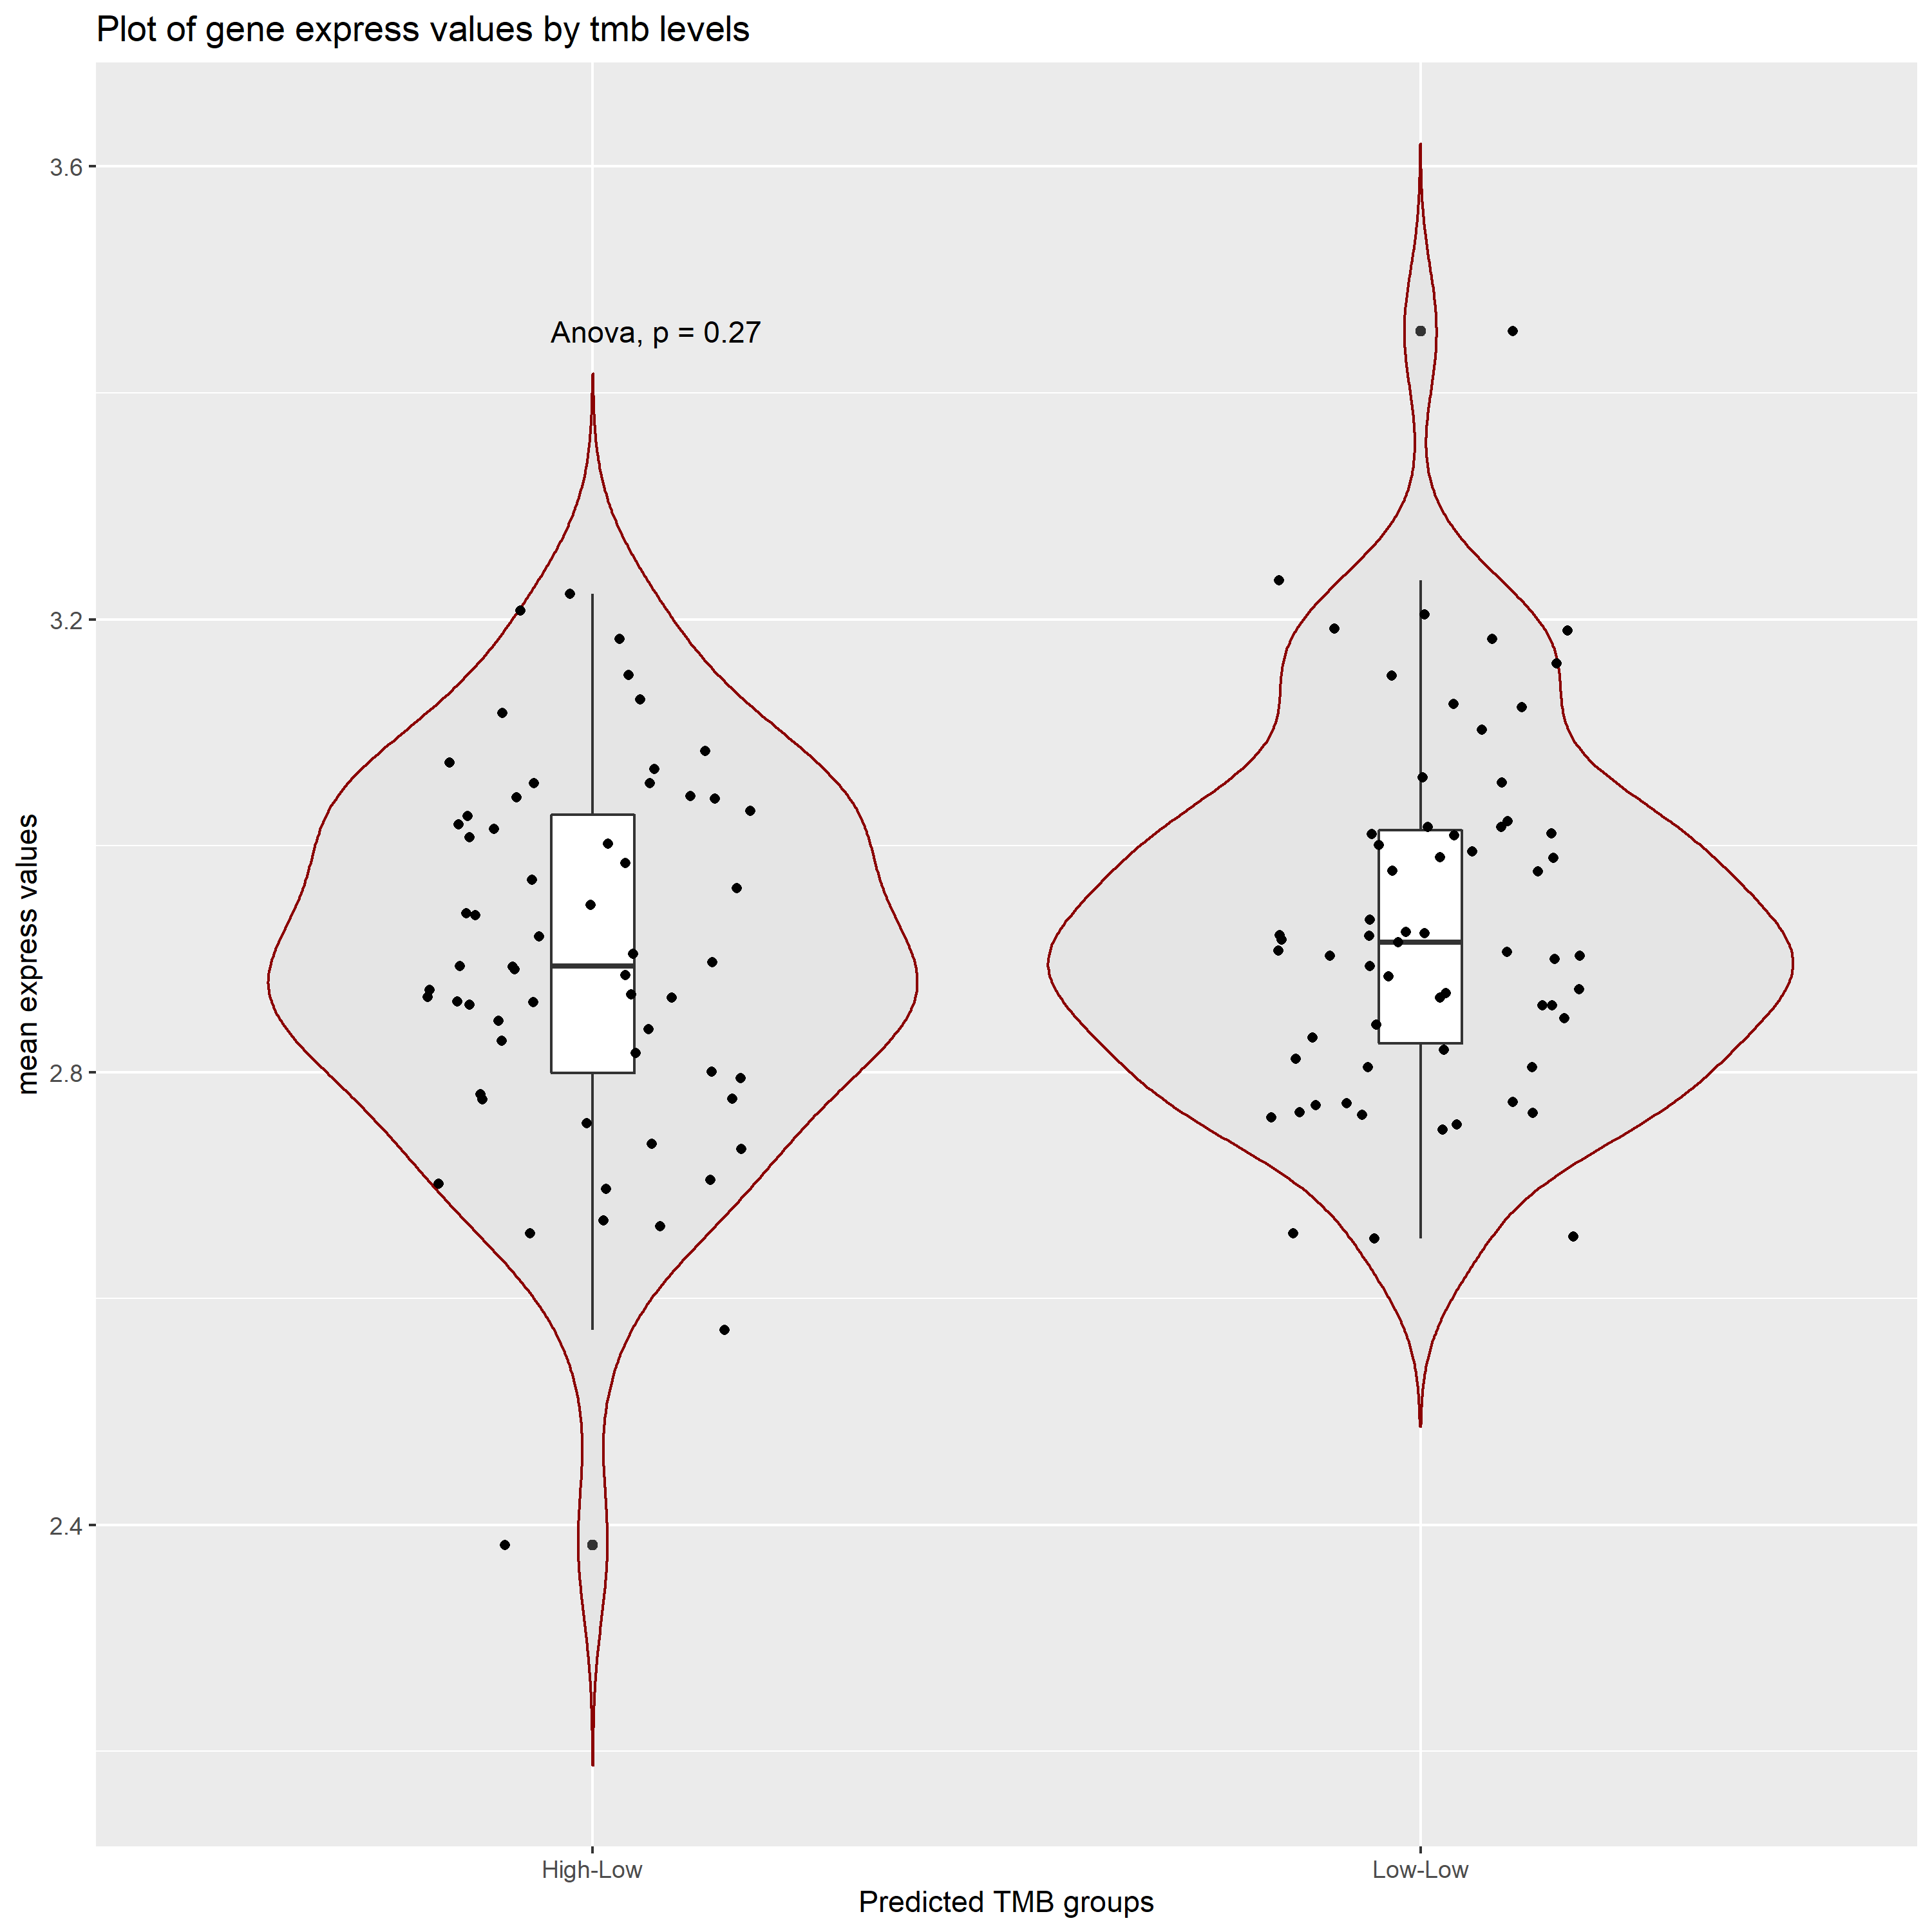 Plot of gene express values by tmb levels
Anova, p = 0.27
3.6
3.2
2.8
2.4
mean express values
High-Low
Low-Low
Predicted TMB groups